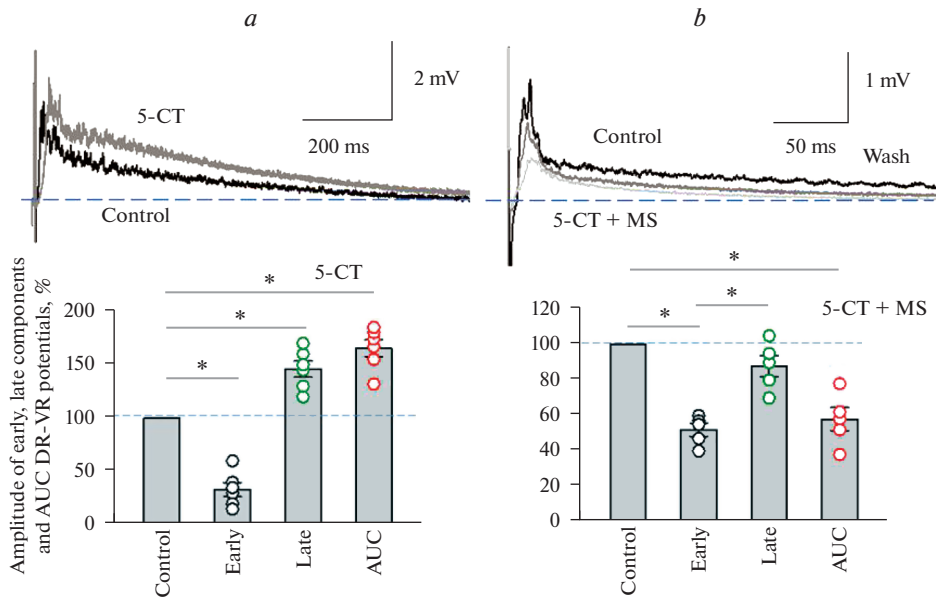 a
2 mV
5-CT
200 ms
Control
5-CT
*
*
*
Amplitude of early, late components
and AUC DR-VR potentials, %
200
150
100
50
0
Control
Early
Late
AUC
b
1 mV
Control
50 ms
Wash
5-CT + MS
*
5-CT + MS
*
*
120
100
80
60
40
20
0
Control
Early
Late
AUC